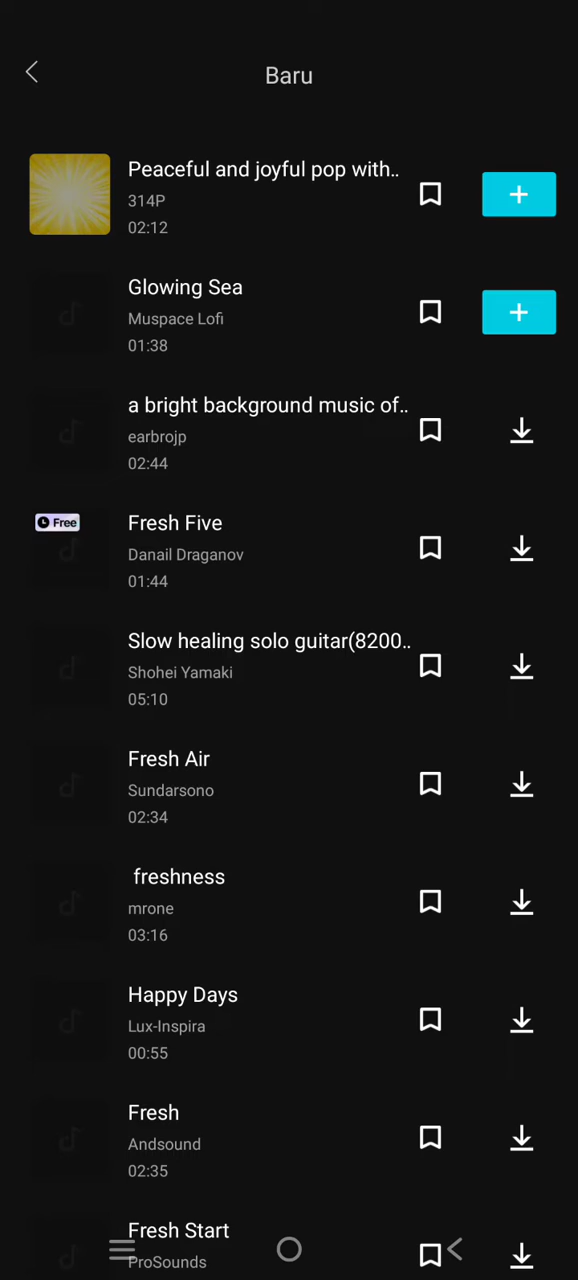 Baru
Peaceful and joyful pop with..
314P
02:12
Glowing Sea
Muspace Lofi
01:38
a bright background music of..
earbrojp
02:44
Free
Fresh Five
Danail Draganov
01:44
Slow healing solo guitar(8200..
Shohei Yamaki
05:10
Fresh Air
Sundarsono
02:34
freshness
mrone
03:16
Happy Days
Lux-Inspira
00:55
Fresh
Andsound
02:35
Fresh Start
ProSounds